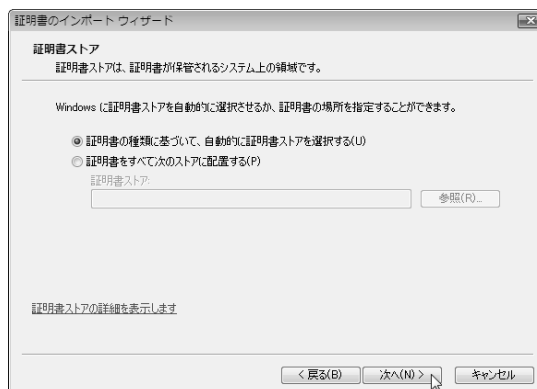 証明書のインポート ウィザード
証明書ストア
証明書ストアは、証明書が保管されるシステム上の領域です。
Windows に証明書ストアを自動的に選択させるか、証明書の場所を指定することができます。
証明書の種類に基づいて、自動的に証明書ストアを選択する(U)
証明書をすべて次のストアに配置する(P)
証明書ストア:
参照(R)...
証明書ストアの詳細を表示します
< 戻る(B) 次へ(N) > キャンセル